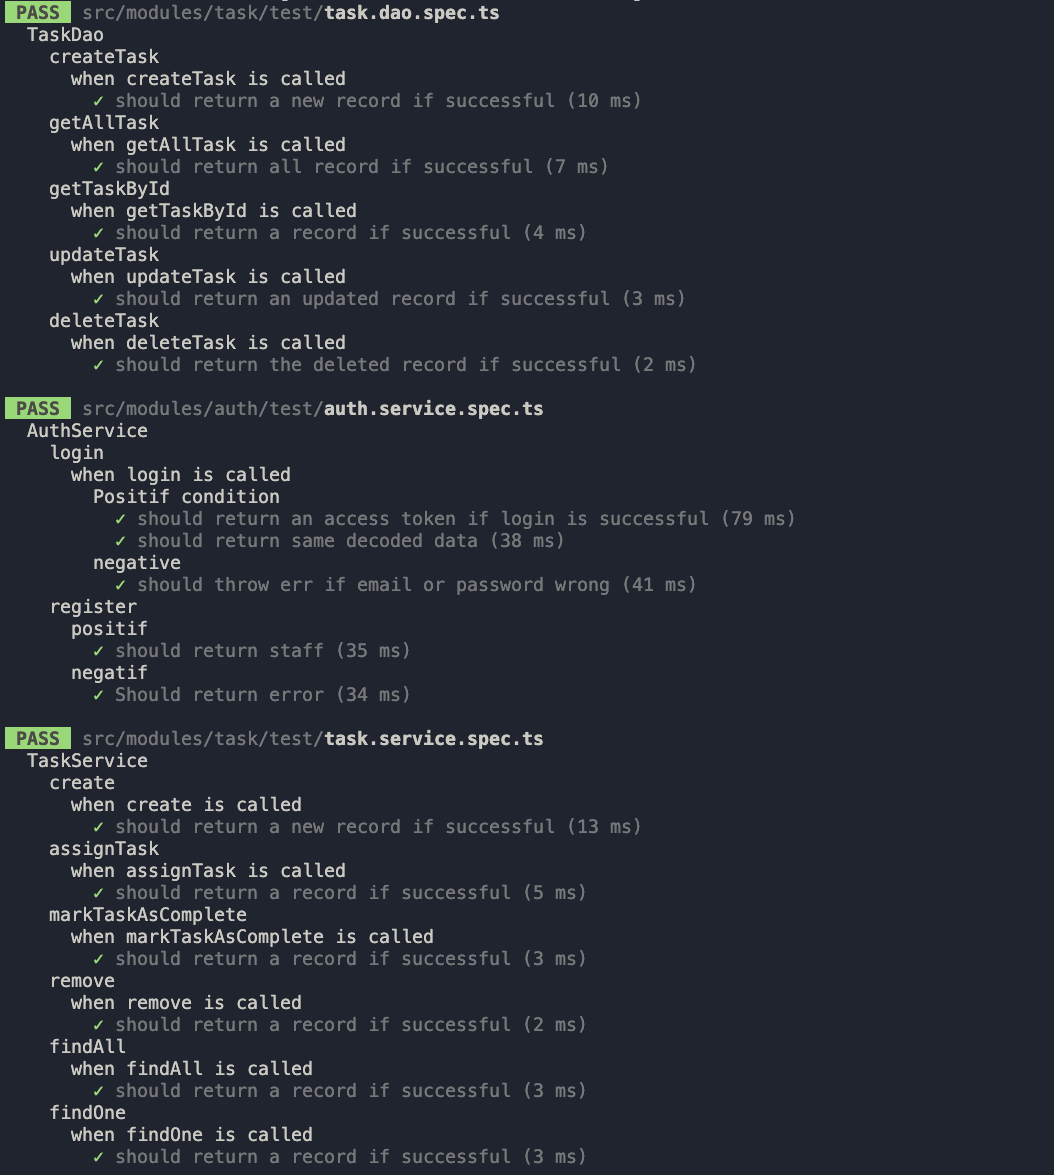 PASS src/modules/task/test/task.dao.spec.ts
TaskDao
createTask
when createTask is called
✓ should return a new record if successful (10 ms)
getAllTask
when getAllTask is called
✓ should return all record if successful (7 ms)
getTaskById
when getTaskById is called
✓ should return a record if successful (4 ms)
updateTask
when updateTask is called
✓ should return an updated record if successful (3 ms)
deleteTask
when deleteTask is called
✓ should return the deleted record if successful (2 ms)
PASS src/modules/auth/test/auth.service.spec.ts
AuthService
login
when login is called
Positif condition
✓ should return an access token if login is successful (79 ms)
✓ should return same decoded data (38 ms)
negative
✓ should throw err if email or password wrong (41 ms)
register
positif
✓ should return staff (35 ms)
negatif
✓ Should return error (34 ms)
PASS src/modules/task/test/task.service.spec.ts
TaskService
create
when create is called
✓ should return a new record if successful (13 ms)
assignTask
when assignTask is called
✓ should return a record if successful (5 ms)
markTaskAsComplete
when markTaskAsComplete is called
✓ should return a record if successful (3 ms)
remove
when remove is called
✓ should return a record if successful (2 ms)
findAll
when findAll is called
✓ should return a record if successful (3 ms)
findOne
when findOne is called
✓ should return a record if successful (3 ms)